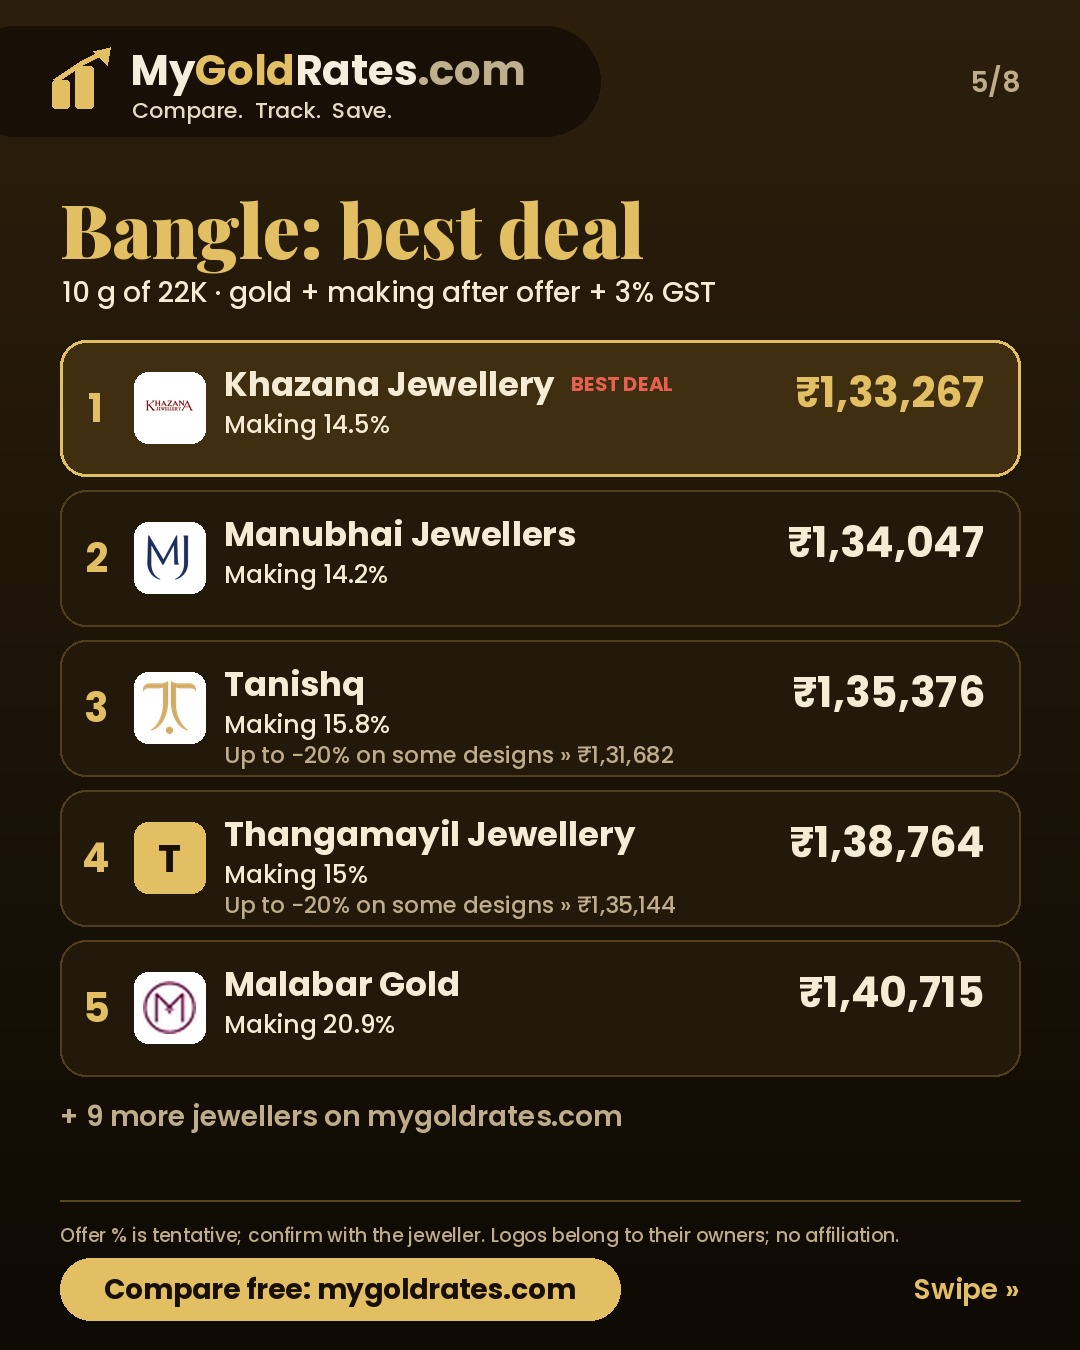 MyGoldRates.com
Compare. Track. Save.
5/8
Bangle: best deal
10 g of 22K · gold + making after offer + 3% GST
1
KHAZANA
JEWELLERY
Khazana Jewellery BEST DEAL
₹1,33,267
Making 14.5%
2
MJ
Manubhai Jewellers
₹1,34,047
Making 14.2%
3
Tanishq
₹1,35,376
Making 15.8%
Up to -20% on some designs » ₹1,31,682
4
T
Thangamayil Jewellery
₹1,38,764
Making 15%
Up to -20% on some designs » ₹1,35,144
5
M
Malabar Gold
₹1,40,715
Making 20.9%
+ 9 more jewellers on mygoldrates.com
Offer % is tentative; confirm with the jeweller. Logos belong to their owners; no affiliation.
Compare free: mygoldrates.com
Swipe »